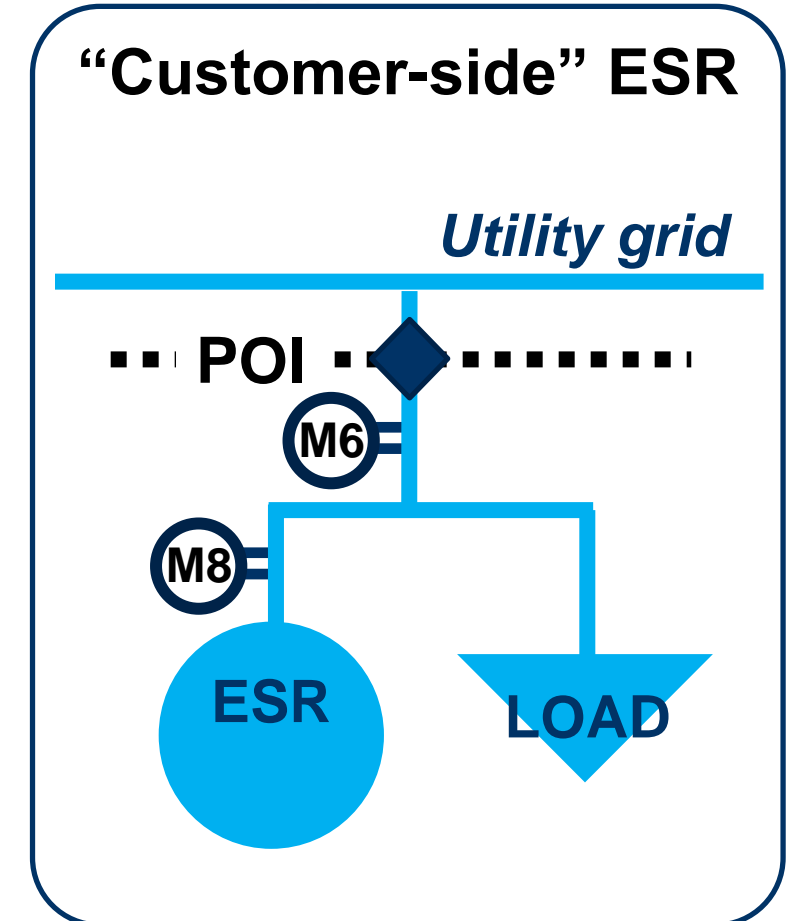 “Customer-side” ESR
Utility grid
POI
M6
M8
ESR
LOAD